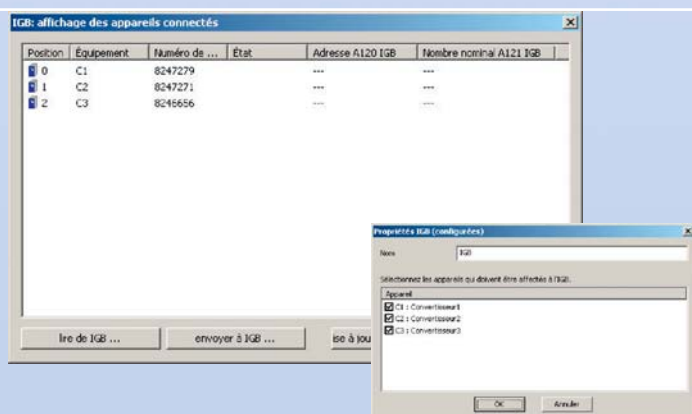 IGB: affichage des appareils connectés
Position Équipement Numéro de ... État Adresse A120 IGB Nombre nominal A121 IGB
0 C1 8247279 --- ---
1 C2 8247271 --- ---
2 C3 8246656 --- ---
lire de IGB ... envoyer à IGB ... ise à jou
Propriétés IGB (configurées)
Nom IGB
Sélectionnez les appareils qui doivent être affectés à l'IGB.
Appareil
C1 : Convertisseur1
C2 : Convertisseur2
C3 : Convertisseur3
OK Annuler